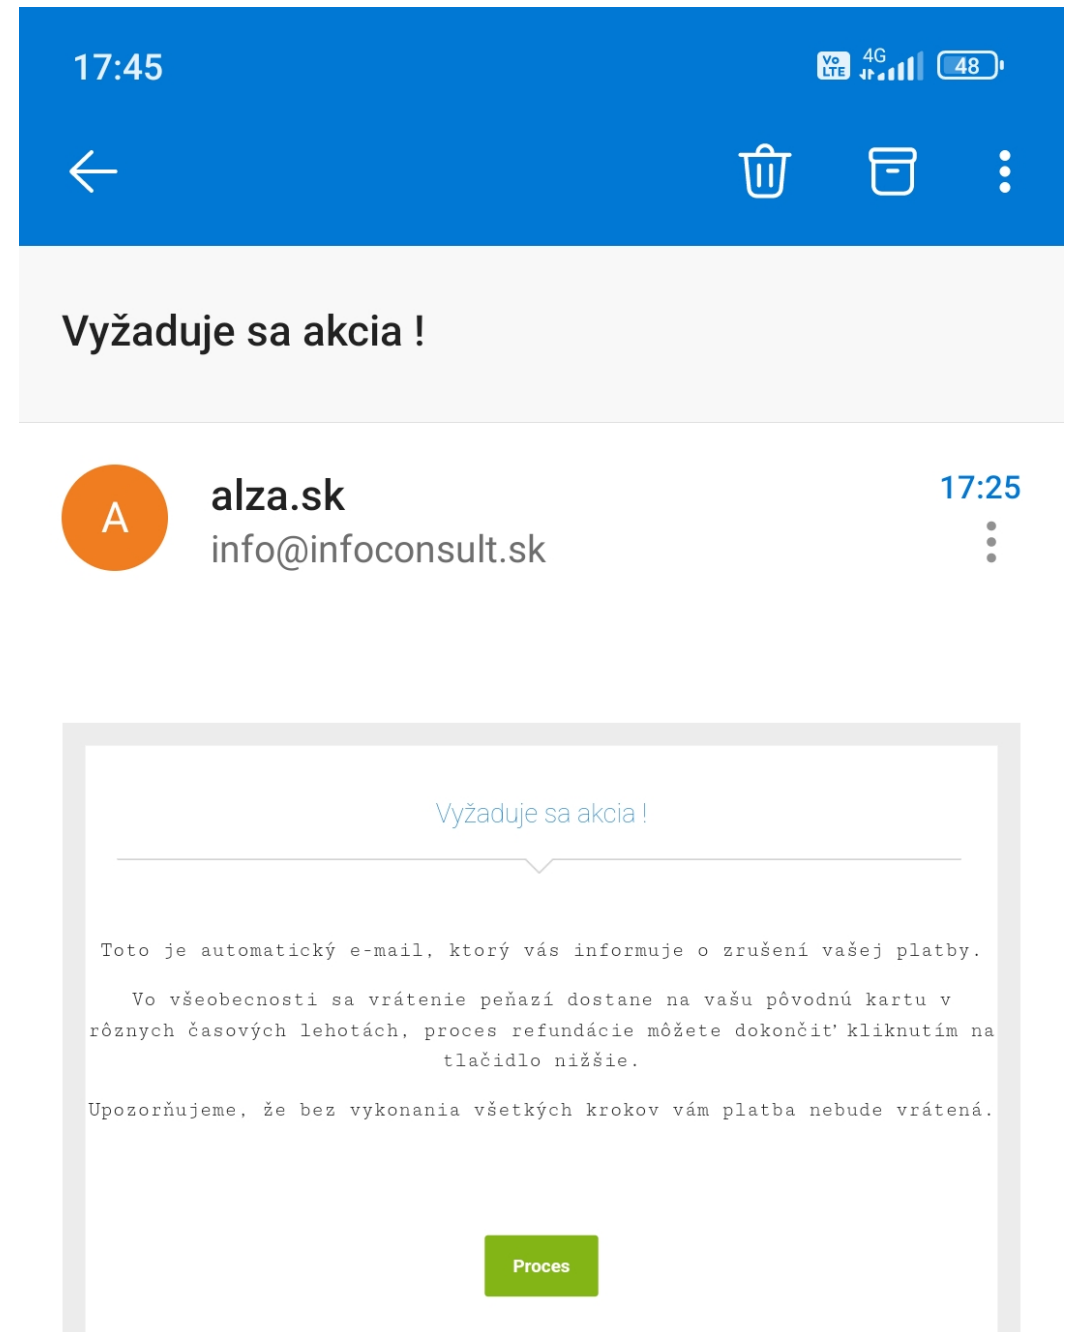 17:45
Vo LTE 4G 48
Vyžaduje sa akcia !
A
alza.sk
17:25
info@infoconsult.sk
Vyžaduje sa akcia !
Toto je automatický e-mail, ktorý vás informuje o zrušení vašej platby.
Vo všeobecnosti sa vrátenie peňazí dostane na vašu pôvodnú kartu v
rôznych časových lehotách, proces refundácie môžete dokončiť kliknutím na
tlačidlo nižšie.
Upozorňujeme, že bez vykonania všetkých krokov vám platba nebude vrátená.
Proces